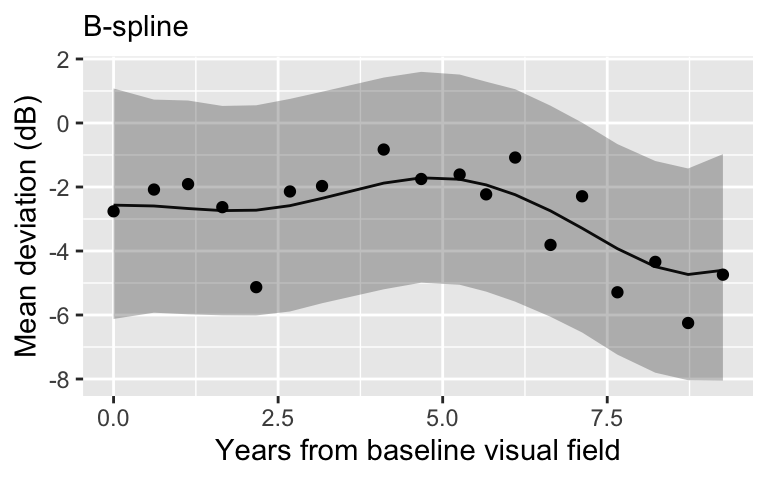 B-spline
2
0
-2
-4
-6
-8
Mean deviation (dB)
0.0 2.5 5.0 7.5
Years from baseline visual field